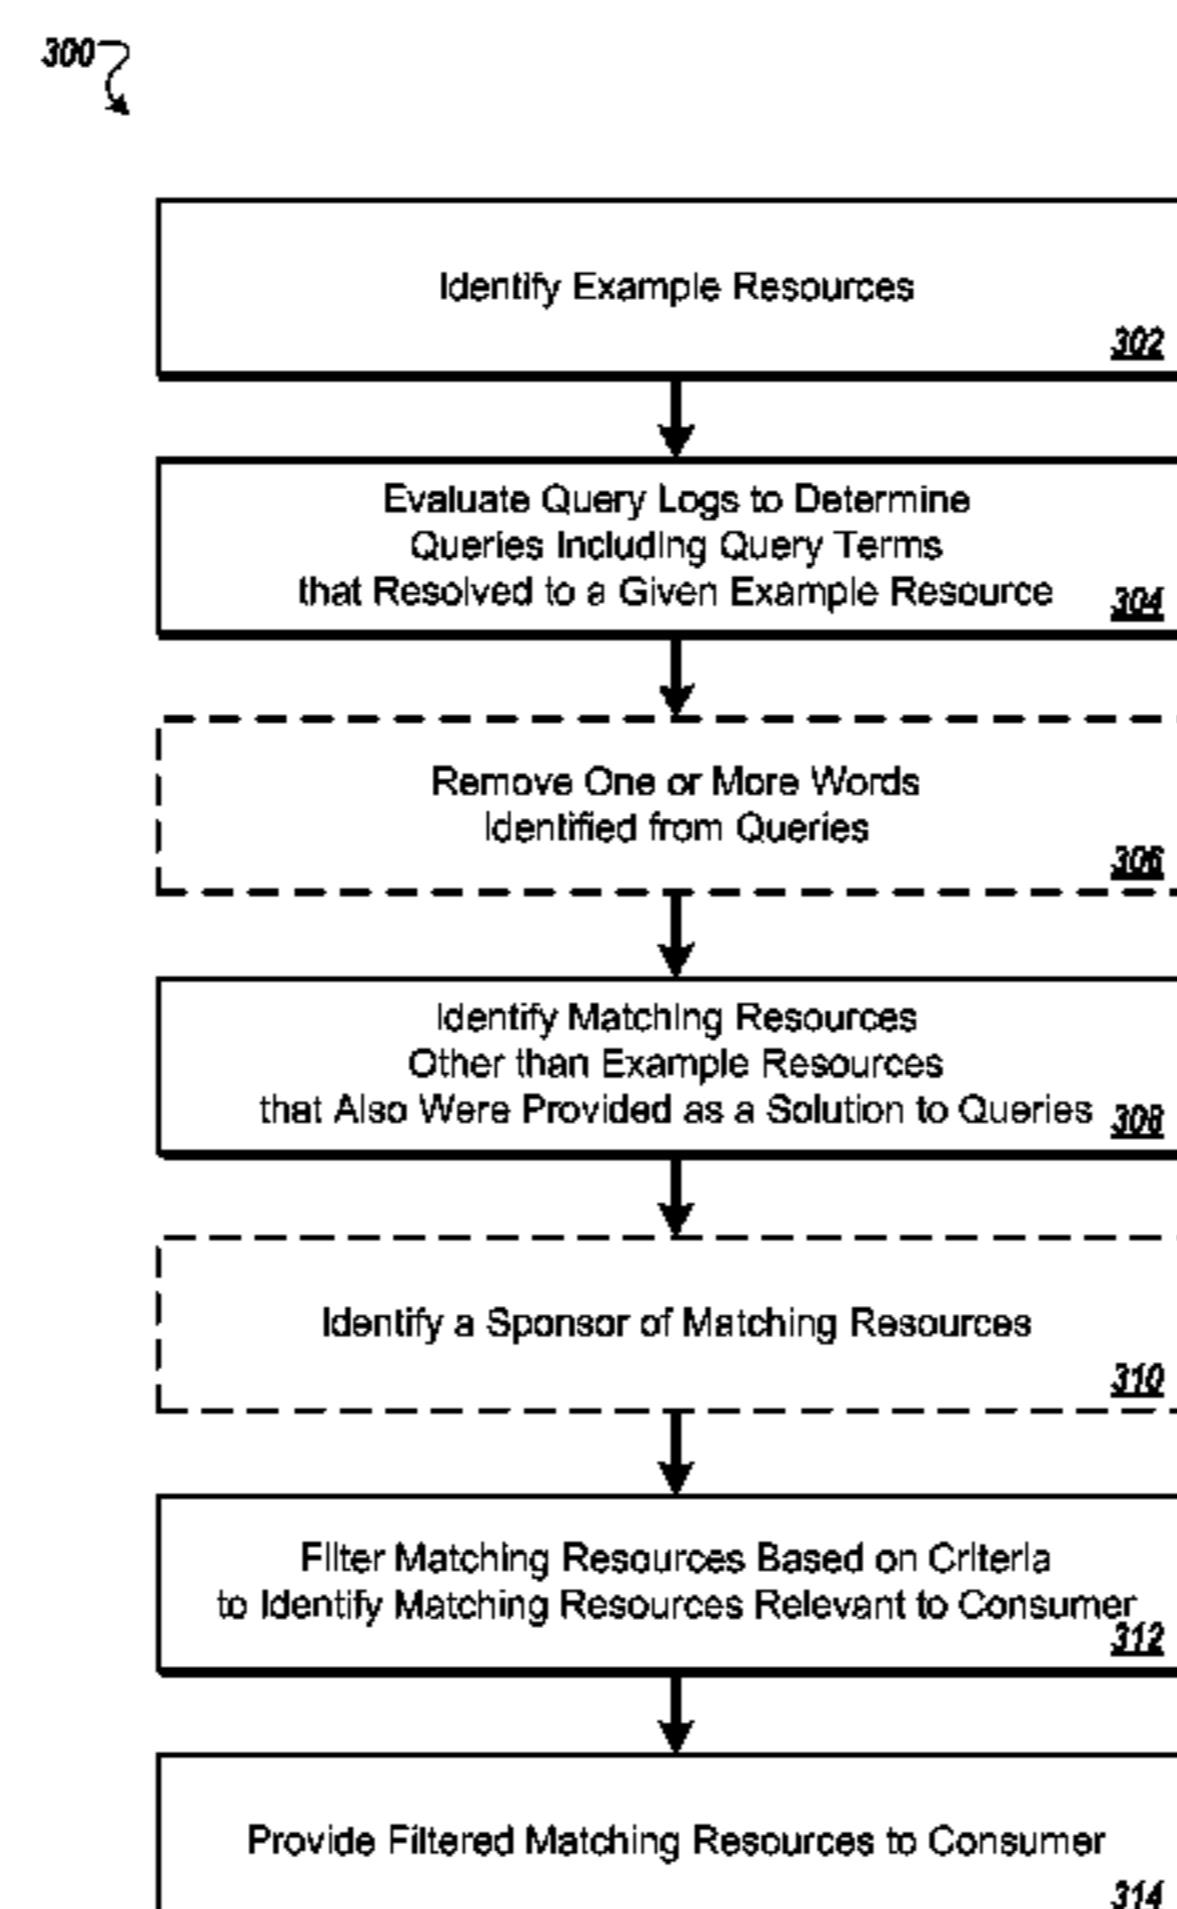 300
Identify Example Resources
302
Evaluate Query Logs to Determine
Queries Including Query Terms
that Resolved to a Given Example Resource
304
Remove One or More Words
Identified from Queries
306
Identify Matching Resources
Other than Example Resources
that Also Were Provided as a Solution to Queries
308
Identify a Sponsor of Matching Resources
310
Filter Matching Resources Based on Criteria
to Identify Matching Resources Relevant to Consumer
312
Provide Filtered Matching Resources to Consumer
314